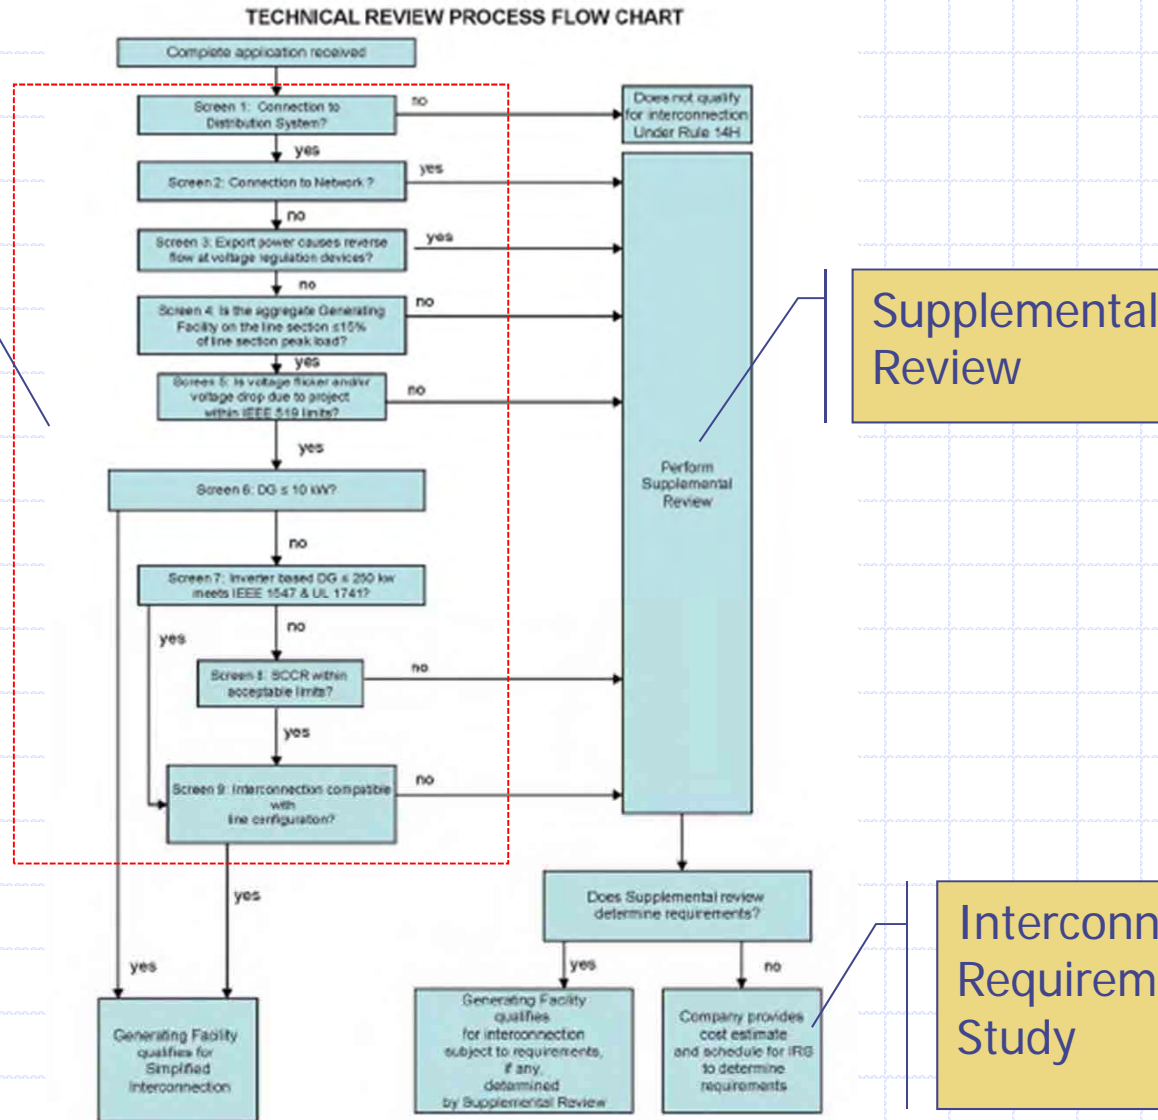 TECHNICAL REVIEW PROCESS FLOW CHART
Complete application received
Screen 1: Connection to
Distribution System?
no
Does not qualify
for interconnection
Under Rule 14H
yes
Screen 2: Connection to Network ?
yes
no
Screen 3: Export power causes reverse
flow at voltage regulation devices?
yes
no
Screen 4: Is the aggregate Generating
Facility on the line section ≤15%
of line section peak load?
no
yes
Screen 5: Is voltage flicker and/or
voltage drop due to project
within IEEE 519 limits?
no
yes
Supplemental
Review
Perform
Supplemental
Review
Screen 6: DG ≤ 10 kW?
no
Screen 7: Inverter based DG ≤ 250 kw
meets IEEE 1547 & UL 1741?
yes
no
Screen 8: SCCR within
acceptable limits?
no
yes
Screen 9: Interconnection compatible
with
line configuration?
no
yes
yes
Does Supplemental review
determine requirements?
yes
no
Generating Facility
qualifies for
Simplified
Interconnection
Generating Facility
qualifies
for interconnection
subject to requirements,
if any,
determined
by Supplemental Review
Company provides
cost estimate
and schedule for IRS
to determine
requirements
Interconn
Requirem
Study